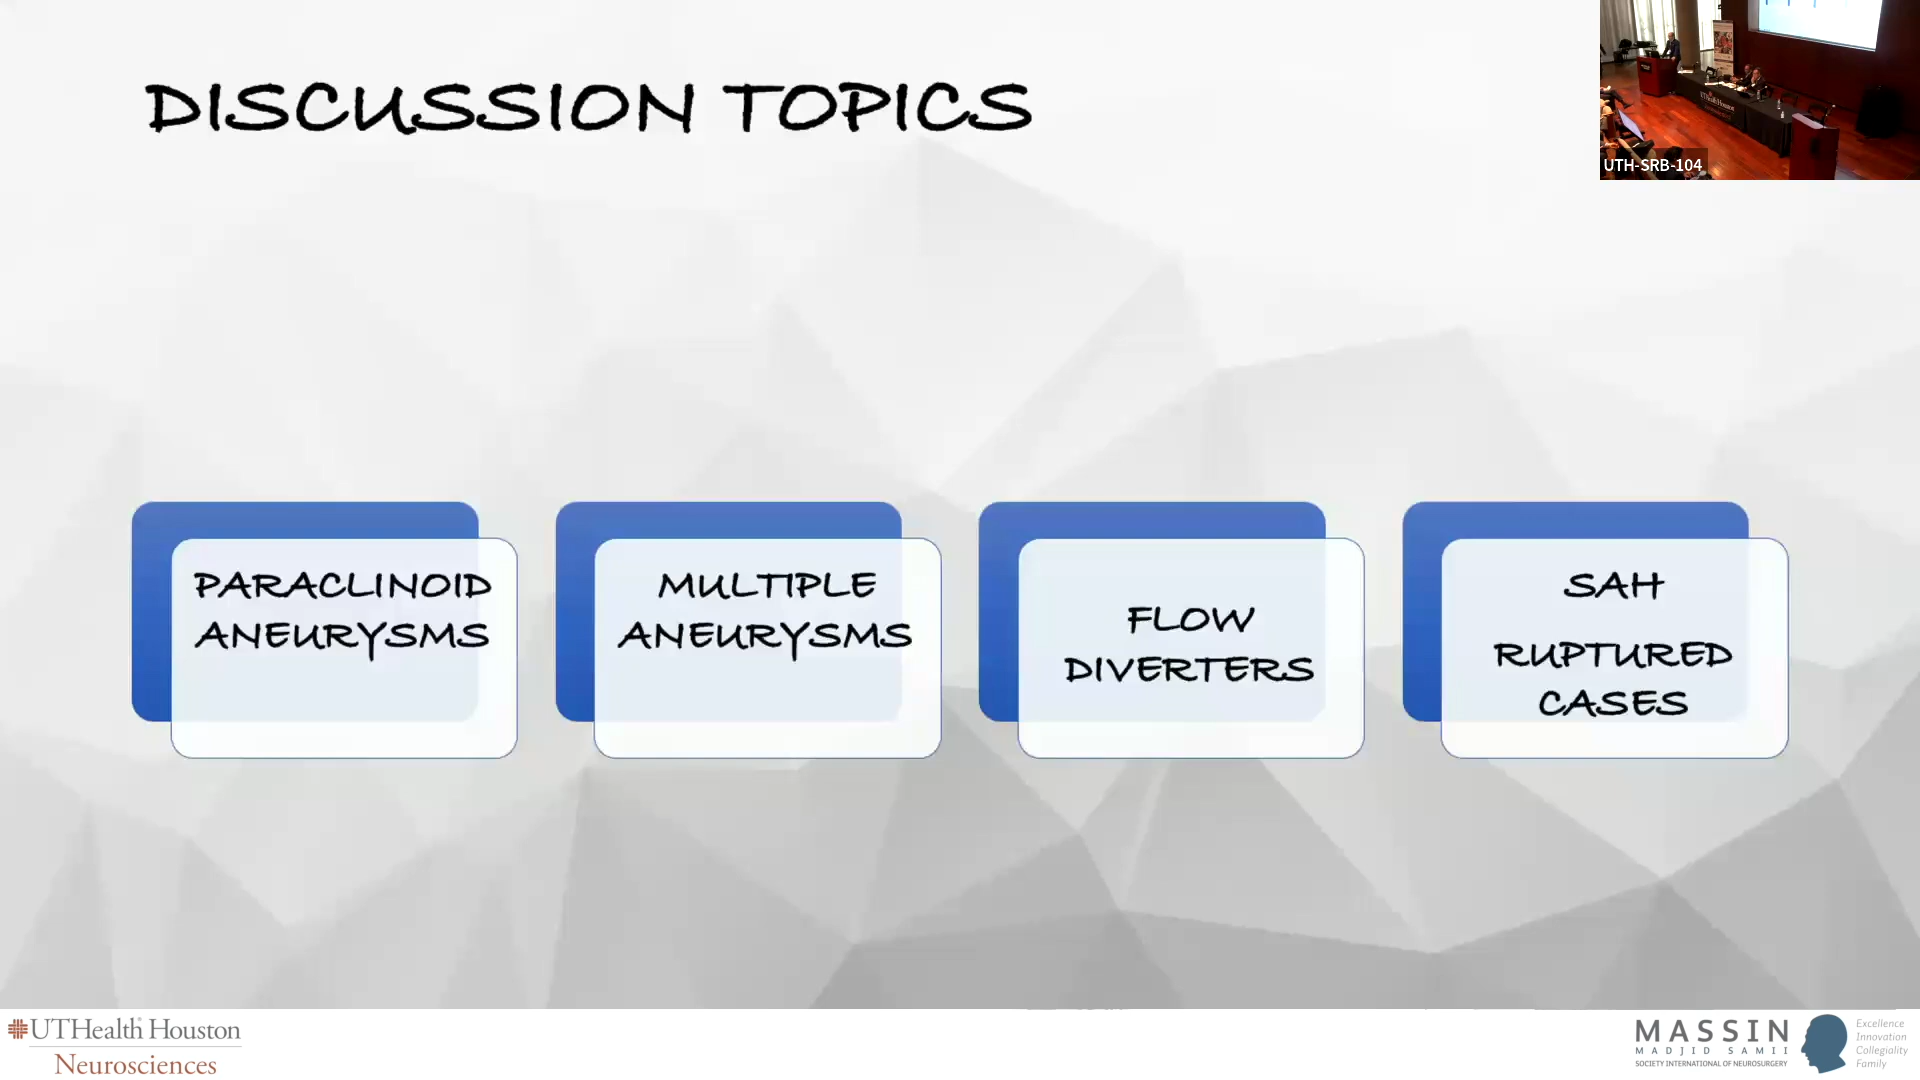 DISCUSSION TOPICS
UTH-SRB-104
PARACLINOID
ANEURYSMS
MULTIPLE
ANEURYSMS
FLOW
DIVERTERS
SAH
RUPTURED
CASES
UTHealth Houston
Neurosciences
MASSIN
MADJID SAMII
SOCIETY INTERNATIONAL OF NEUROSURGERY
Excellence
Innovation
Collegiality
Family